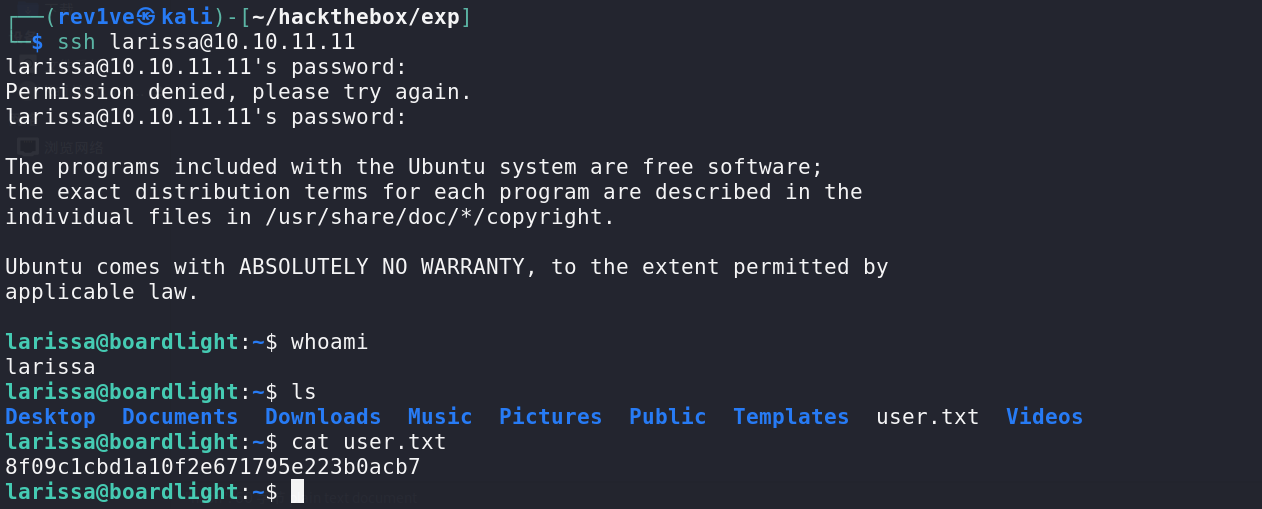 ┌──(rev1ve㉿kali)-[~/hackthebox/exp]
└─$ ssh larissa@10.10.11.11
larissa@10.10.11.11's password:
Permission denied, please try again.
larissa@10.10.11.11's password:

The programs included with the Ubuntu system are free software;
the exact distribution terms for each program are described in the
individual files in /usr/share/doc/*/copyright.

Ubuntu comes with ABSOLUTELY NO WARRANTY, to the extent permitted by
applicable law.

larissa@boardlight:~$ whoami
larissa
larissa@boardlight:~$ ls
Desktop  Documents  Downloads  Music  Pictures  Public  Templates  user.txt  Videos
larissa@boardlight:~$ cat user.txt
8f09c1cbd1a10f2e671795e223b0acb7
larissa@boardlight:~$